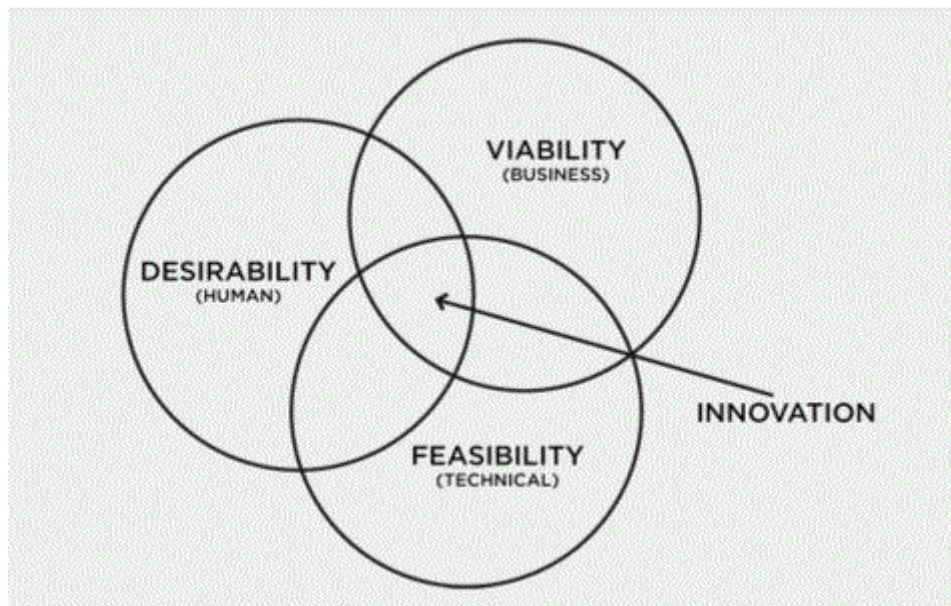 VIABILITY
(BUSINESS)
DESIRABILITY
(HUMAN)
INNOVATION
FEASIBILITY
(TECHNICAL)